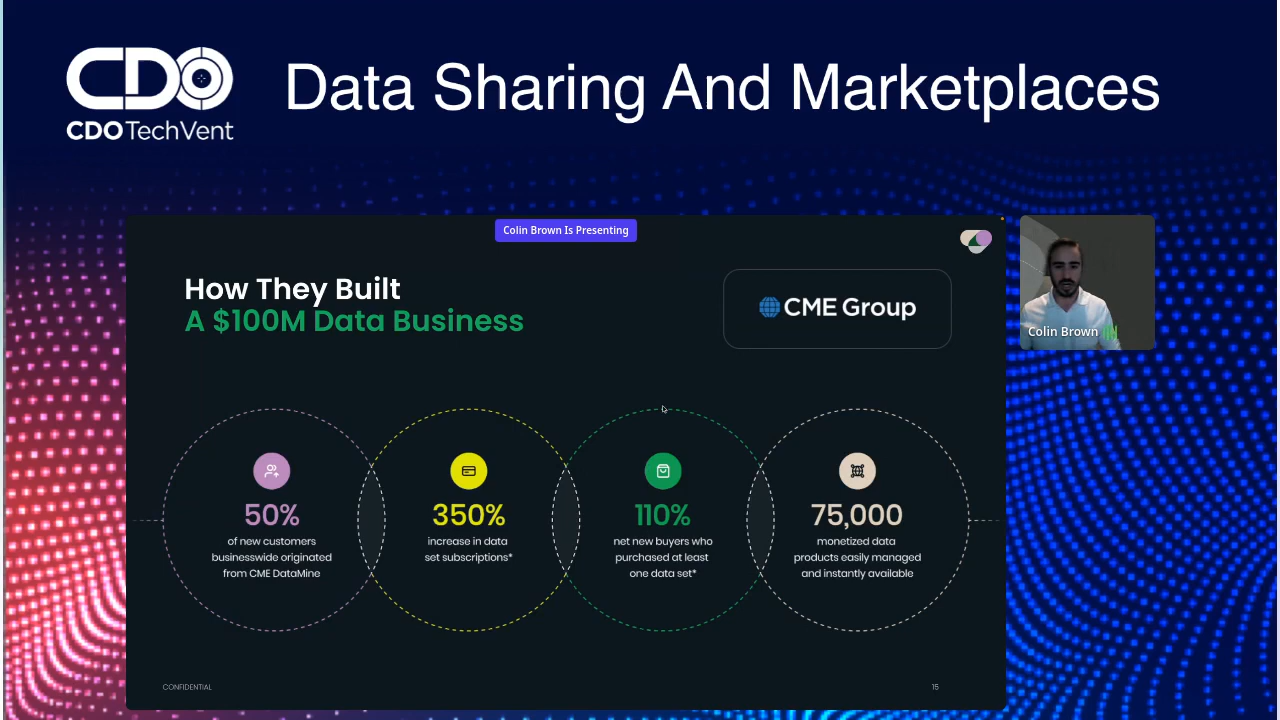 CDO
CDO TechVent
Data Sharing And Marketplaces
Colin Brown Is Presenting
How They Built
A $100M Data Business
CME Group
Colin Brown
50%
of new customers
businesswide originated
from CME DataMine
350%
increase in data
set subscriptions*
110%
net new buyers who
purchased at least
one data set*
75,000
monetized data
products easily managed
and instantly available
CONFIDENTIAL
15